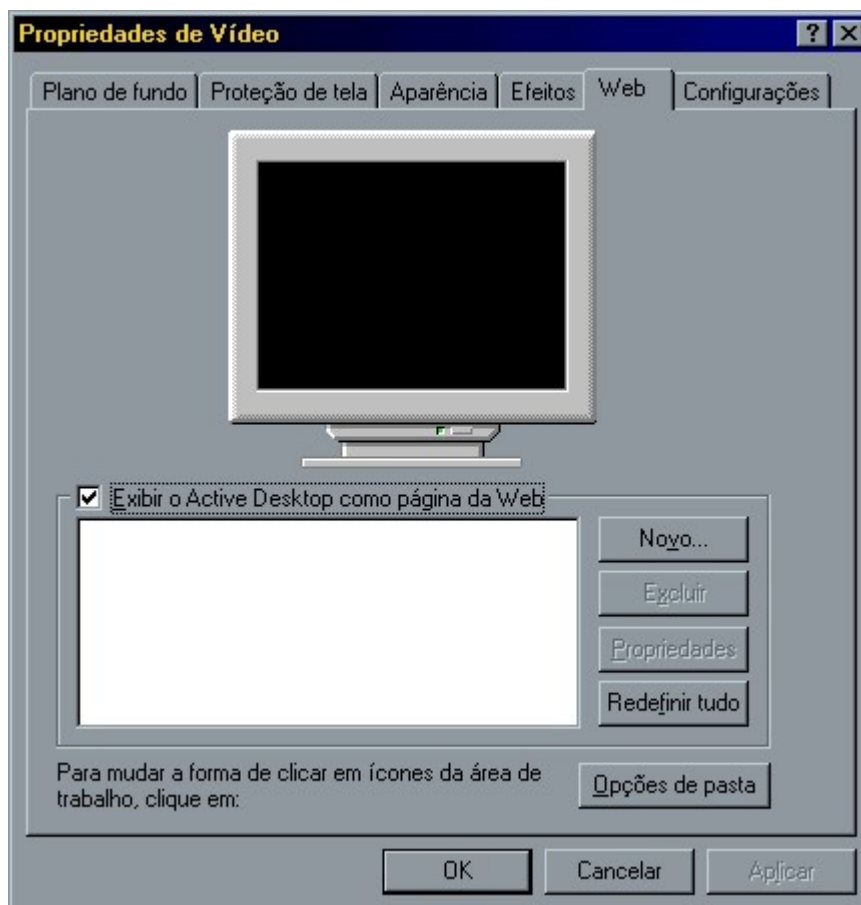 Propriedades de Vídeo
Plano de fundo Proteção de tela Aparência Efeitos Web Configurações
Exibir o Active Desktop como página da Web
Novo...
Excluir
Propriedades
Redefinir tudo
Para mudar a forma de clicar em ícones da área de
trabalho, clique em:
Opções de pasta
OK Cancelar Aplicar